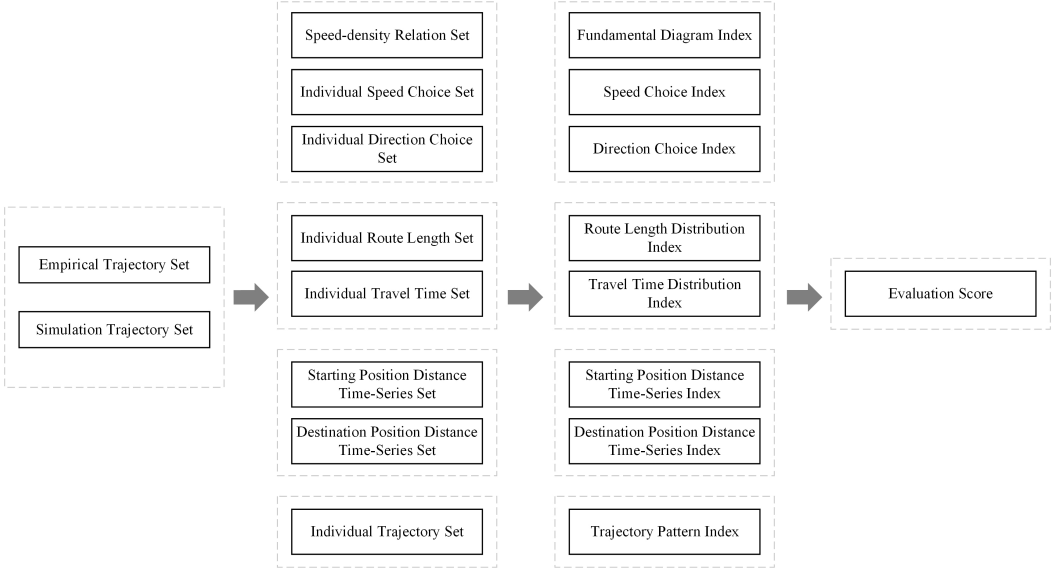 Empirical Trajectory Set
Simulation Trajectory Set
Speed-density Relation Set
Individual Speed Choice Set
Individual Direction Choice
Set
Individual Route Length Set
Individual Travel Time Set
Starting Position Distance
Time-Series Set
Destination Position Distance
Time-Series Set
Individual Trajectory Set
Fundamental Diagram Index
Speed Choice Index
Direction Choice Index
Route Length Distribution
Index
Travel Time Distribution
Index
Starting Position Distance
Time-Series Index
Destination Position Distance
Time-Series Index
Trajectory Pattern Index
Evaluation Score